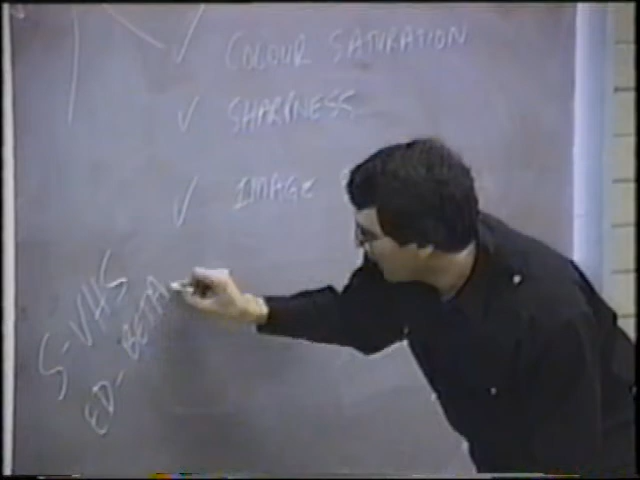 ✓ COLOUR SATURATION
✓ SHARPNESS
✓ IMAGE
S-VHS
ED-BETA